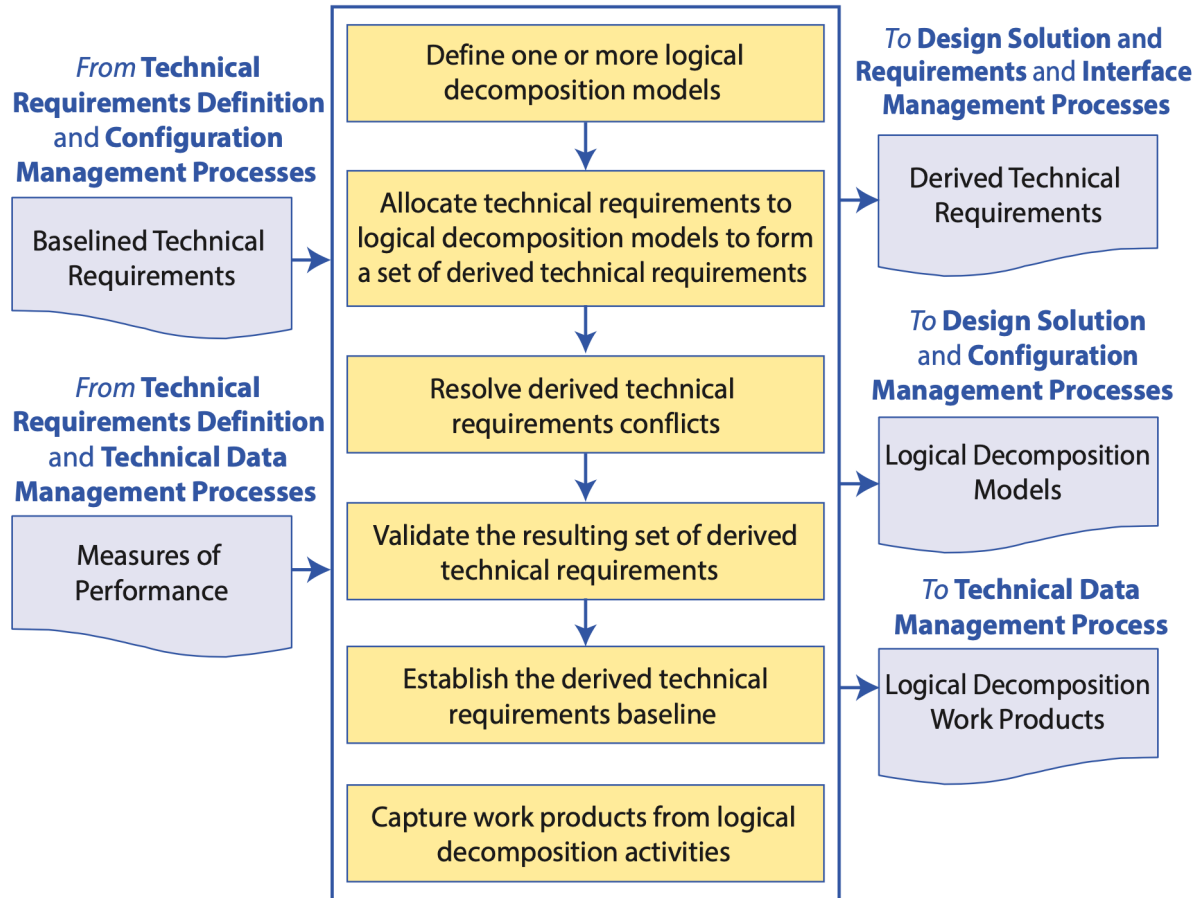 From Technical
Requirements Definition
and Configuration
Management Processes
Baselined Technical
Requirements
From Technical
Requirements Definition
and Technical Data
Management Processes
Measures of
Performance
Define one or more logical
decomposition models
Allocate technical requirements to
logical decomposition models to form
a set of derived technical requirements
Resolve derived technical
requirements conflicts
Validate the resulting set of derived
technical requirements
Establish the derived technical
requirements baseline
Capture work products from logical
decomposition activities
To Design Solution and
Requirements and Interface
Management Processes
Derived Technical
Requirements
To Design Solution
and Configuration
Management Processes
Logical Decomposition
Models
To Technical Data
Management Process
Logical Decomposition
Work Products